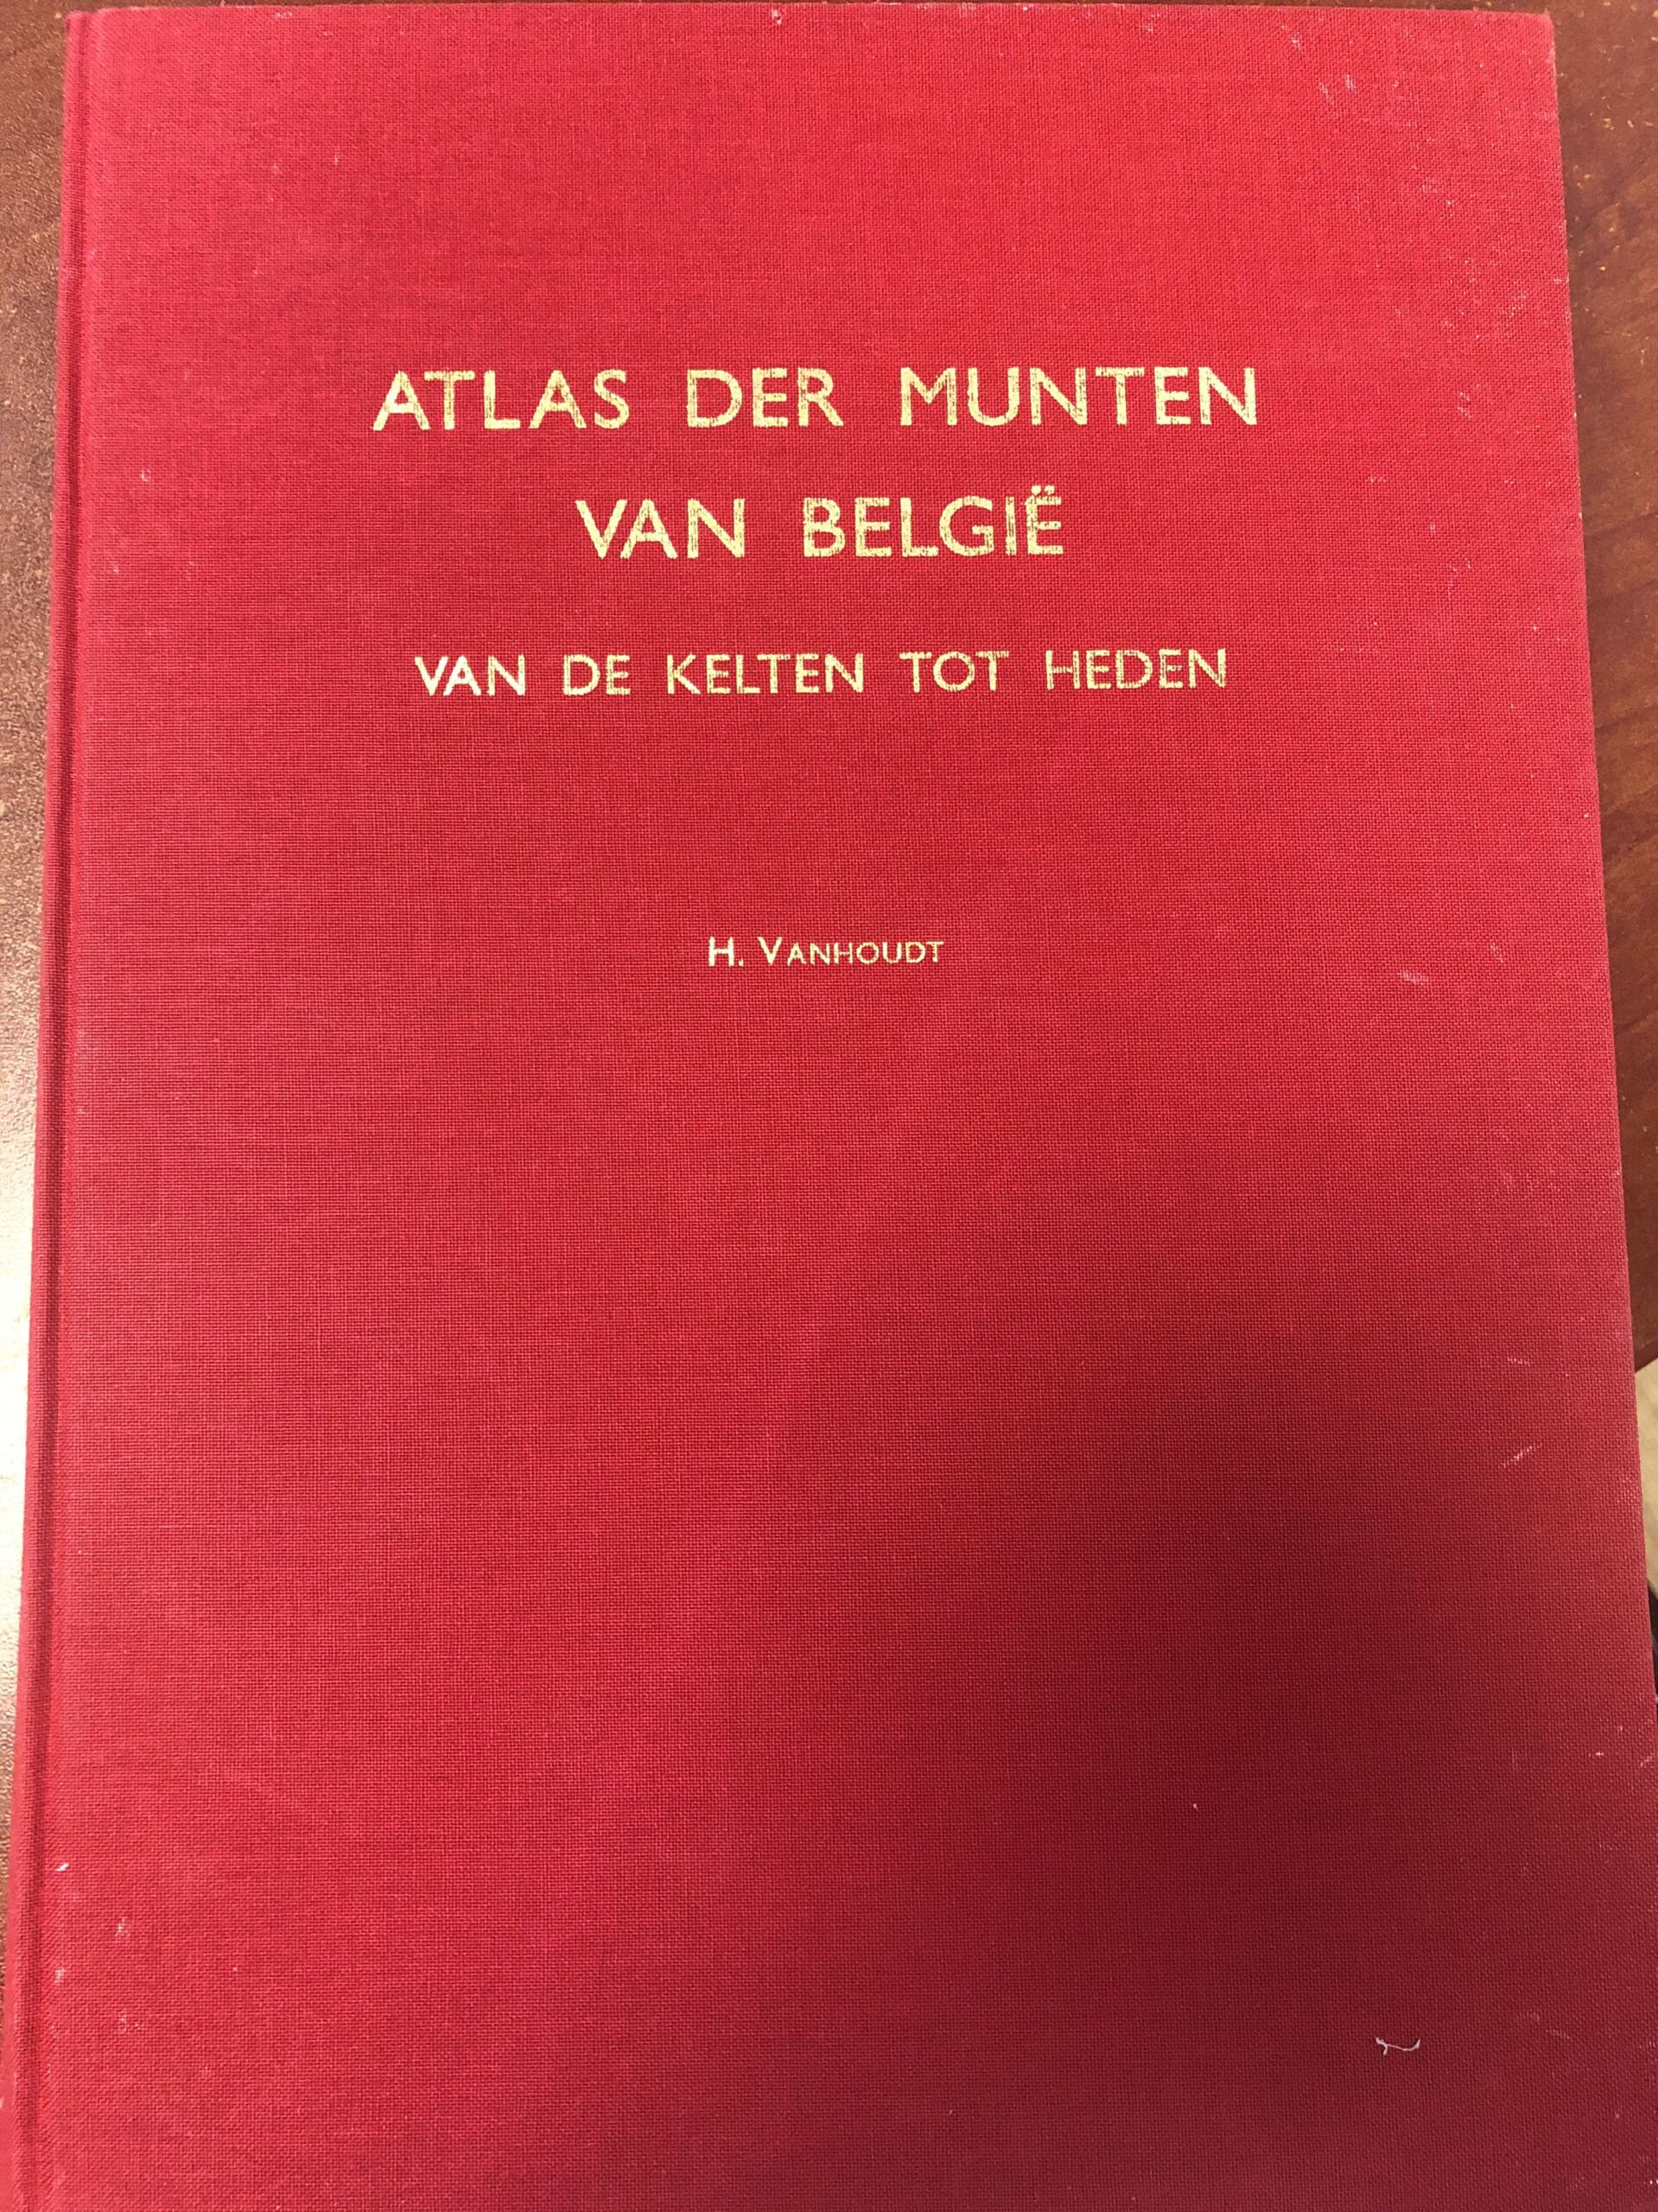 ATLAS DER MUNTEN
VAN BELGIË
VAN DE KELTEN TOT HEDEN
H. VANHOUDT